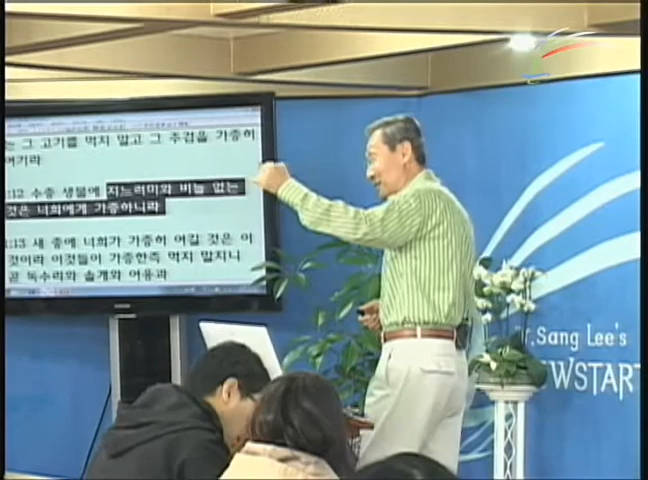 는 그 고기를 먹지 말고 그 주검을 가증히
여기라
:12 수중 생물에 지느러미와 비늘 없는
것은 너희에게 가증하니라
:13 새 중에 너희가 가증히 여길 것은 이
것이라 이것들이 가증한즉 먹지 말지니
곧 독수리와 솔개와 어응과
r.Sang Lee's
NewSTART